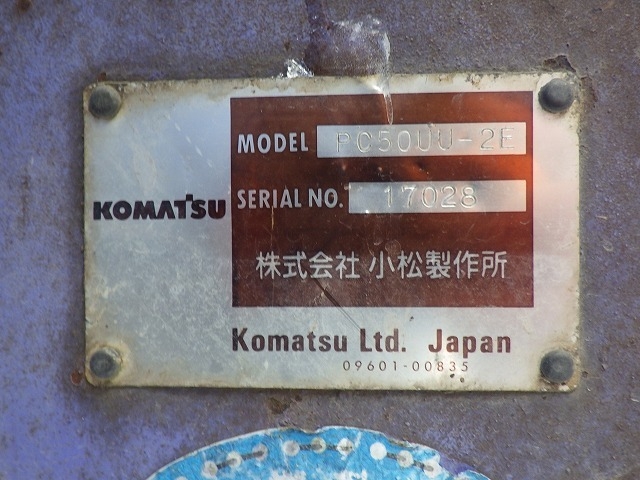 MODEL PC50UU-2E
KOMATSU
SERIAL NO. 17028
株式会社 小松製作所
Komatsu Ltd. Japan
09601-00835